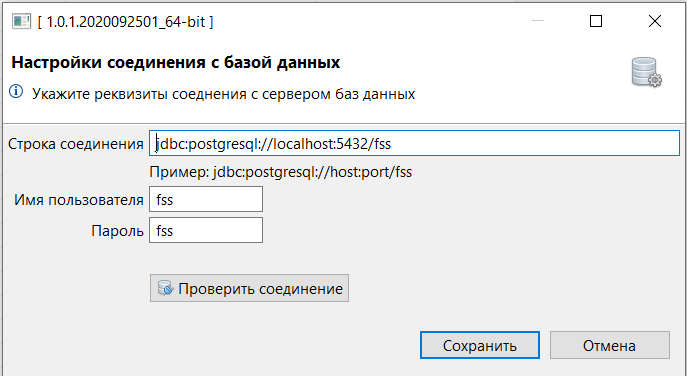 [ 1.0.1.2020092501_64-bit ]
Настройки соединения с базой данных
Укажите реквизиты соеднения с сервером баз данных
Строка соединения jdbc:postgresql://localhost:5432/fss
Пример: jdbc:postgresql://host:port/fss
Имя пользователя fss
Пароль fss
Проверить соединение
Сохранить Отмена